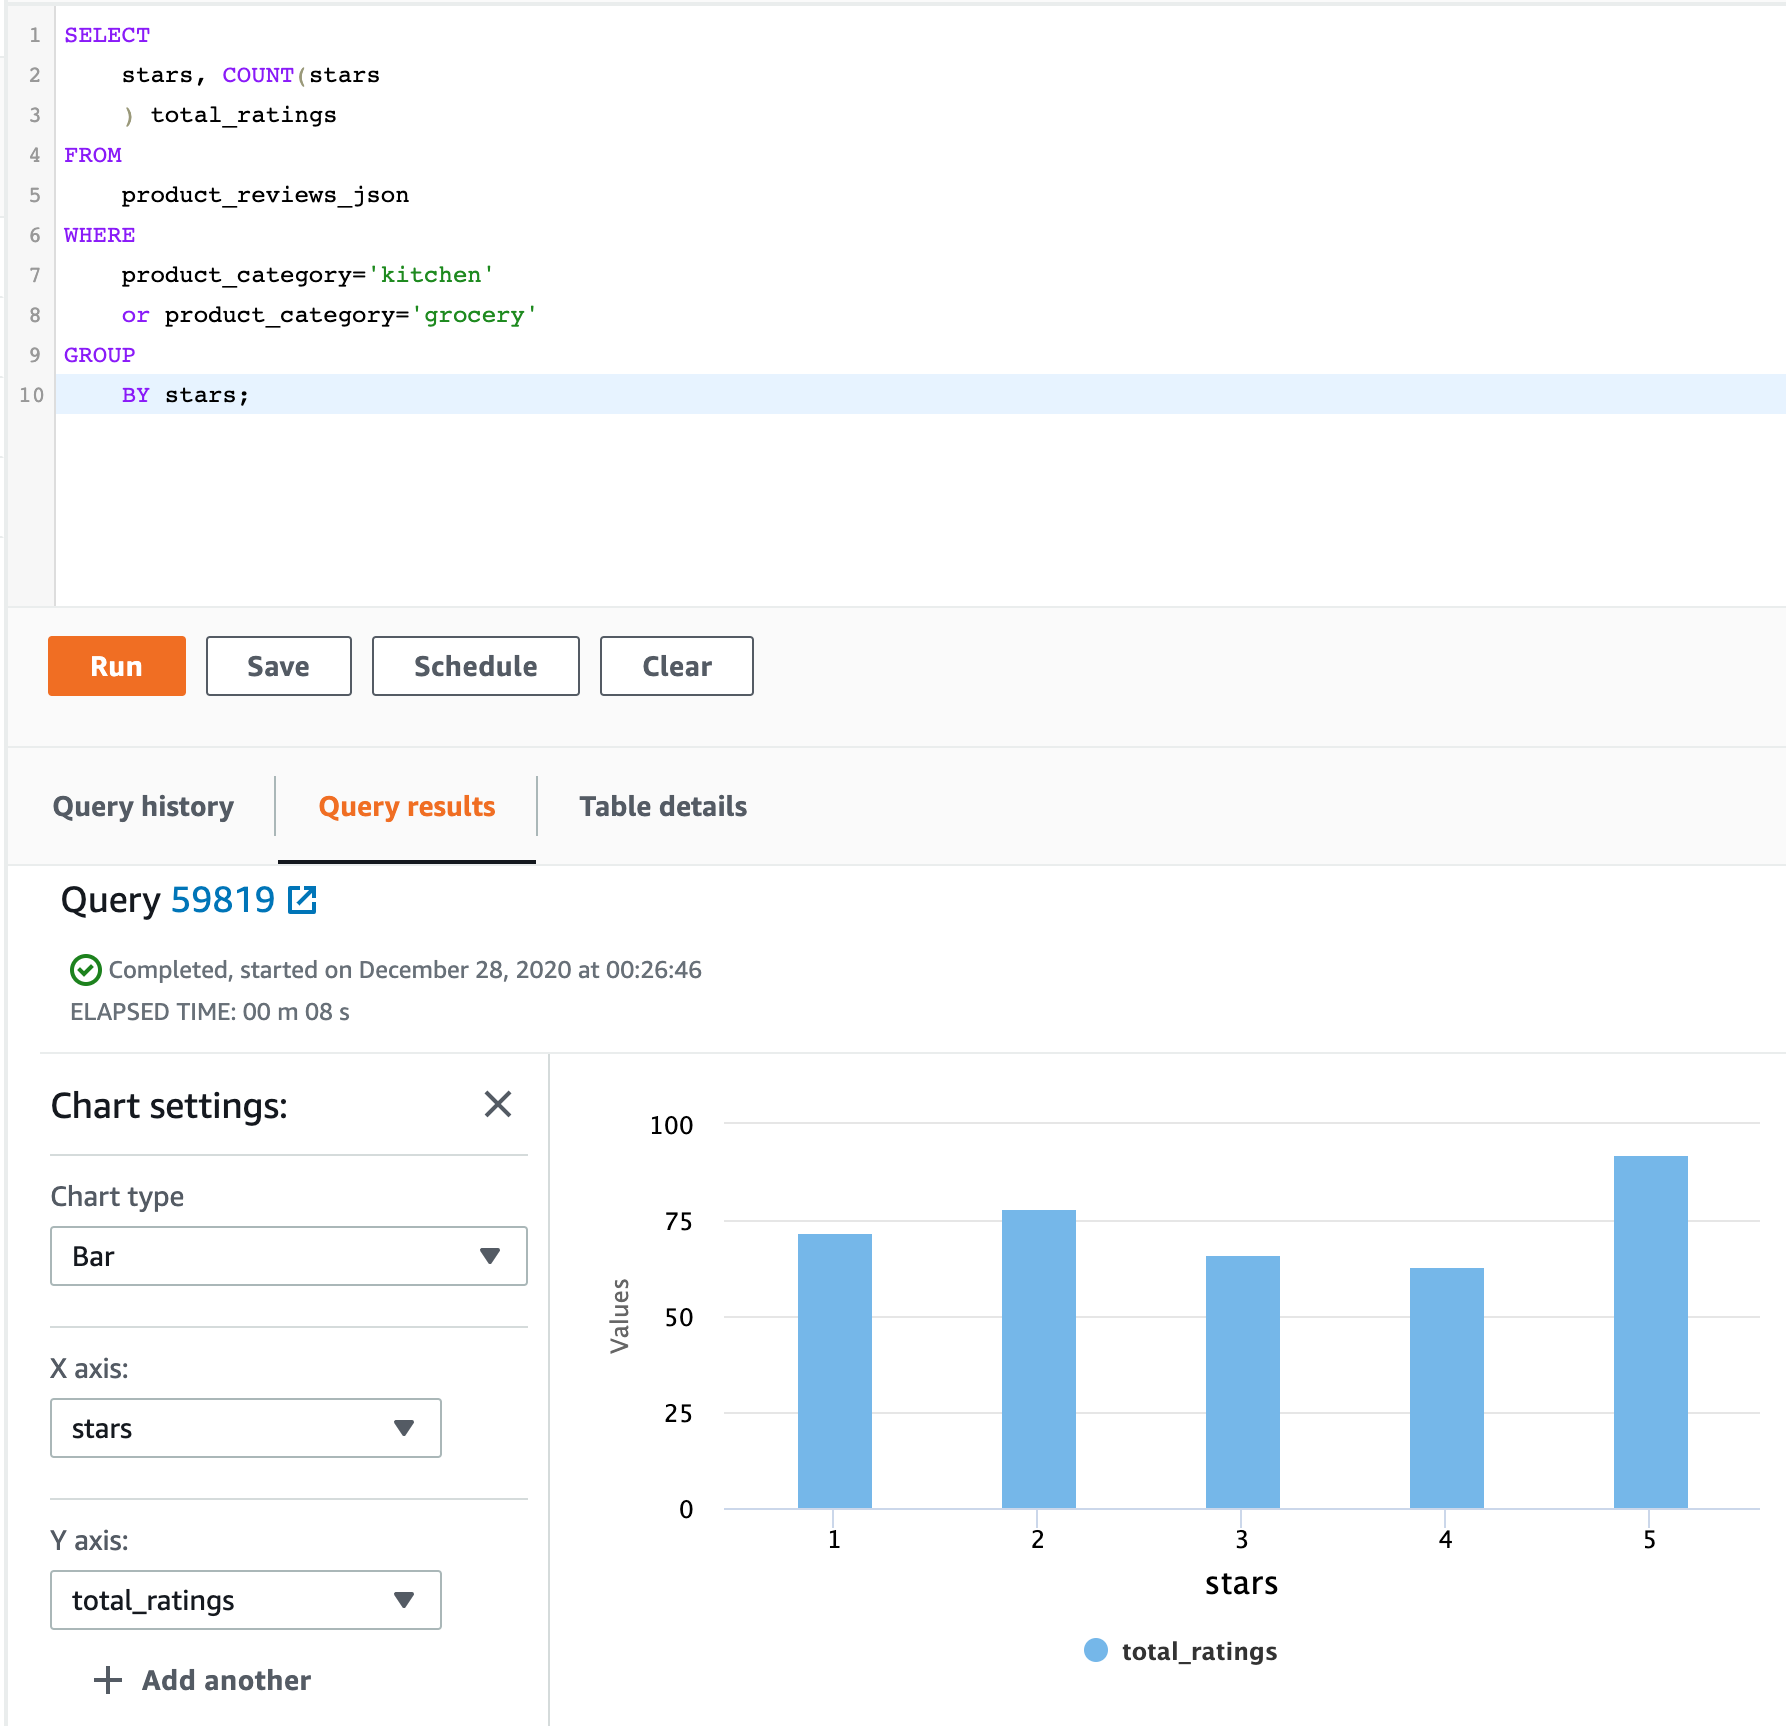 1 SELECT
2 stars, COUNT(stars
3 ) total_ratings
4 FROM
5 product_reviews_json
6 WHERE
7 product_category='kitchen'
8 or product_category='grocery'
9 GROUP
10 BY stars;
Run Save Schedule Clear
Query history Query results Table details
Query 59819
Completed, started on December 28, 2020 at 00:26:46
ELAPSED TIME: 00 m 08 s
Chart settings:
Chart type
Bar
X axis:
stars
Y axis:
total_ratings
Add another
Values
100
75
50
25
0
1 2 3 4 5
stars
total_ratings